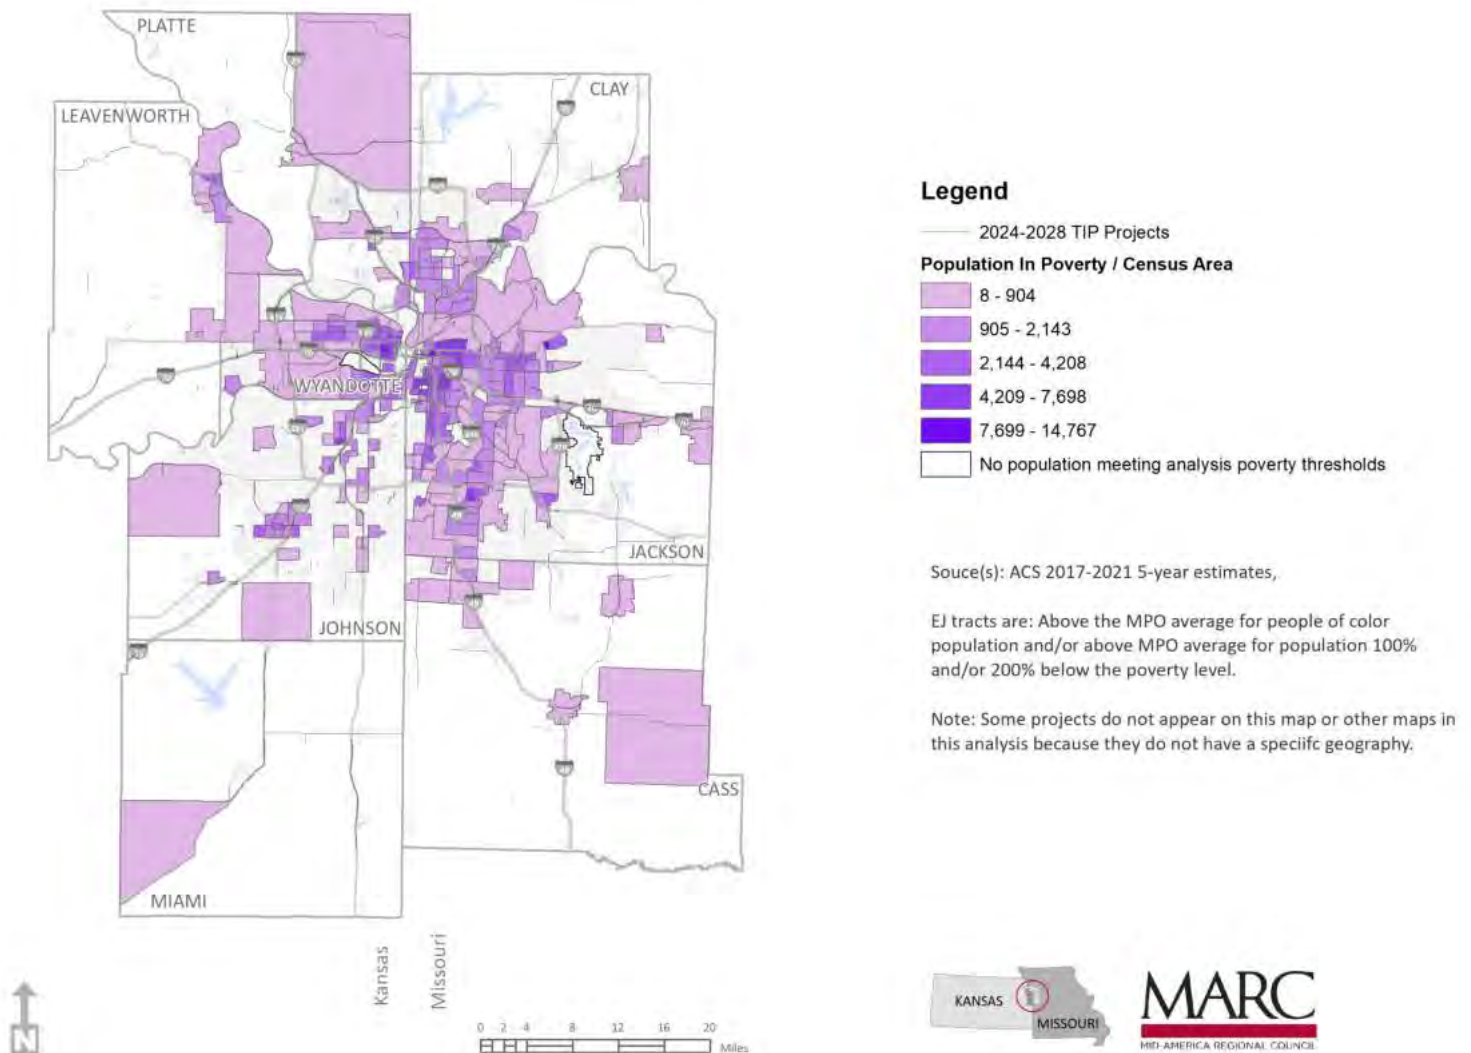 PLATTE
CLAY
LEAVENWORTH
WYANDOTTE
JACKSON
JOHNSON
CASS
MIAMI
Kansas
Missouri
N
0 2 4 8 12 16 20
Miles
Legend
2024-2028 TIP Projects
Population In Poverty / Census Area
8 - 904
905 - 2,143
2,144 - 4,208
4,209 - 7,698
7,699 - 14,767
No population meeting analysis poverty thresholds
Souce(s): ACS 2017-2021 5-year estimates,
EJ tracts are: Above the MPO average for people of color
population and/or above MPO average for population 100%
and/or 200% below the poverty level.
Note: Some projects do not appear on this map or other maps in
this analysis because they do not have a speciifc geography.
KANSAS
MISSOURI
MARC
MID-AMERICA REGIONAL COUNCIL